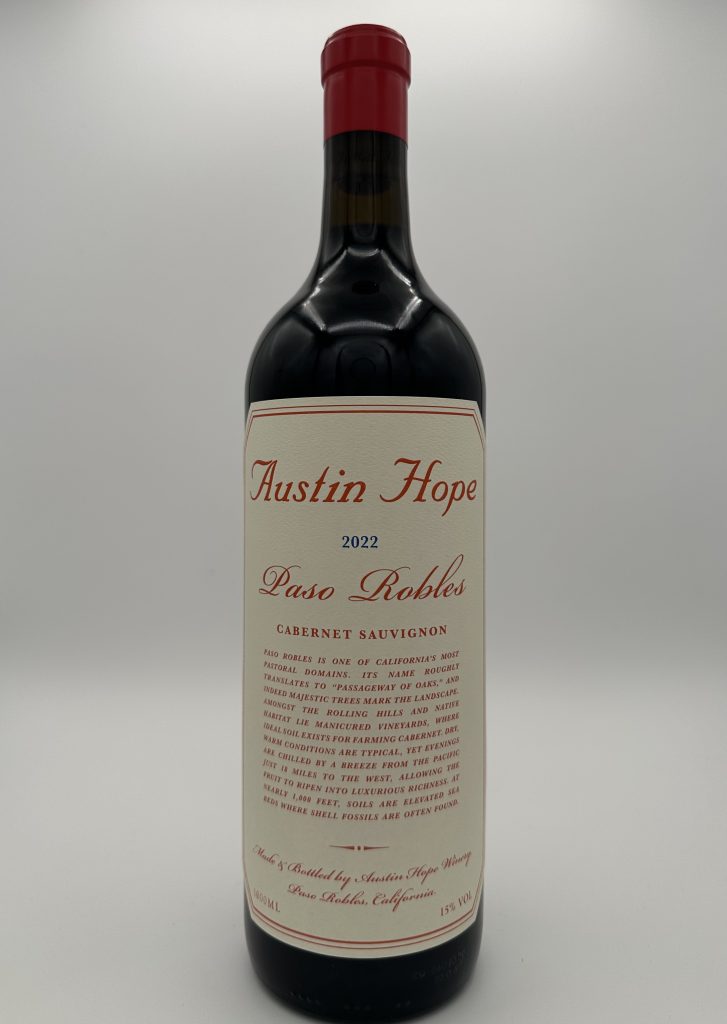 Austin Hope
2022
Paso Robles
CABERNET SAUVIGNON
PASO ROBLES IS ONE OF CALIFORNIA'S MOST
PASTORAL DOMAINS. ITS NAME ROUGHLY
TRANSLATES TO "PASSAGEWAY OF OAKS," AND
INDEED MAJESTIC TREES MARK THE LANDSCAPE.
AMONGST THE ROLLING HILLS AND NATIVE
HABITAT LIE MANICURED VINEYARDS, WHERE
IDEAL SOIL EXISTS FOR FARMING CABERNET. DRY,
WARM CONDITIONS ARE TYPICAL, YET EVENINGS
ARE CHILLED BY A BREEZE FROM THE PACIFIC
JUST 18 MILES TO THE WEST, ALLOWING THE
FRUIT TO RIPEN INTO LUXURIOUS RICHNESS. AT
NEARLY 1,000 FEET, SOILS ARE ELEVATED SEA
BEDS WHERE SHELL FOSSILS ARE OFTEN FOUND.
Made & Bottled by Austin Hope Winery
Paso Robles, California
15% VOL